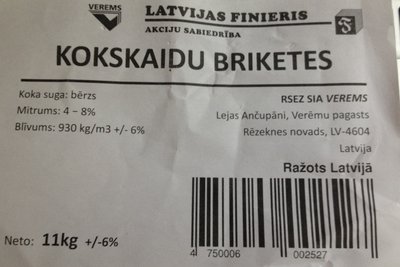 VEREMS
LATVIJAS FINIERIS
AKCIJU SABIEDRĪBA
KOKSKAIDU BRIKETES
Koka suga: bērzs
Mitrums: 4 – 8%
Blīvums: 930 kg/m3 +/- 6%
RSEZ SIA VEREMS
Lejas Ančupāni, Verēmu pagasts
Rēzeknes novads, LV-4604
Latvija
Ražots Latvijā
Neto: 11kg +/-6%
4 750006 002527